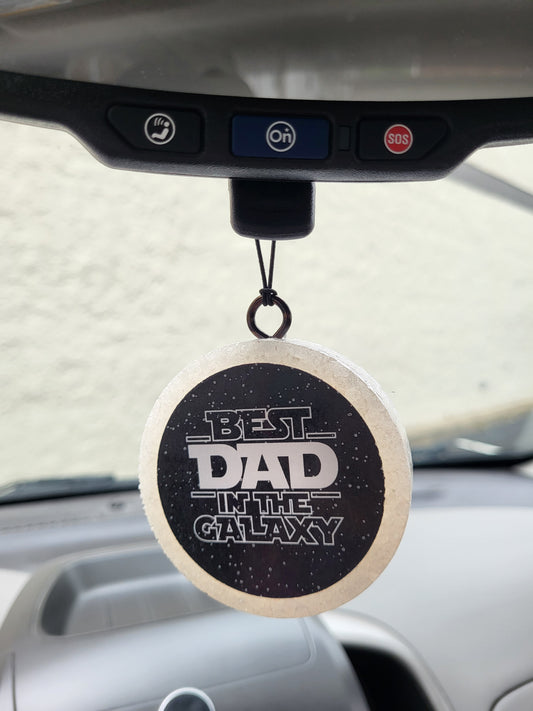 On
SOS
BEST
DAD
IN THE
GALAXY